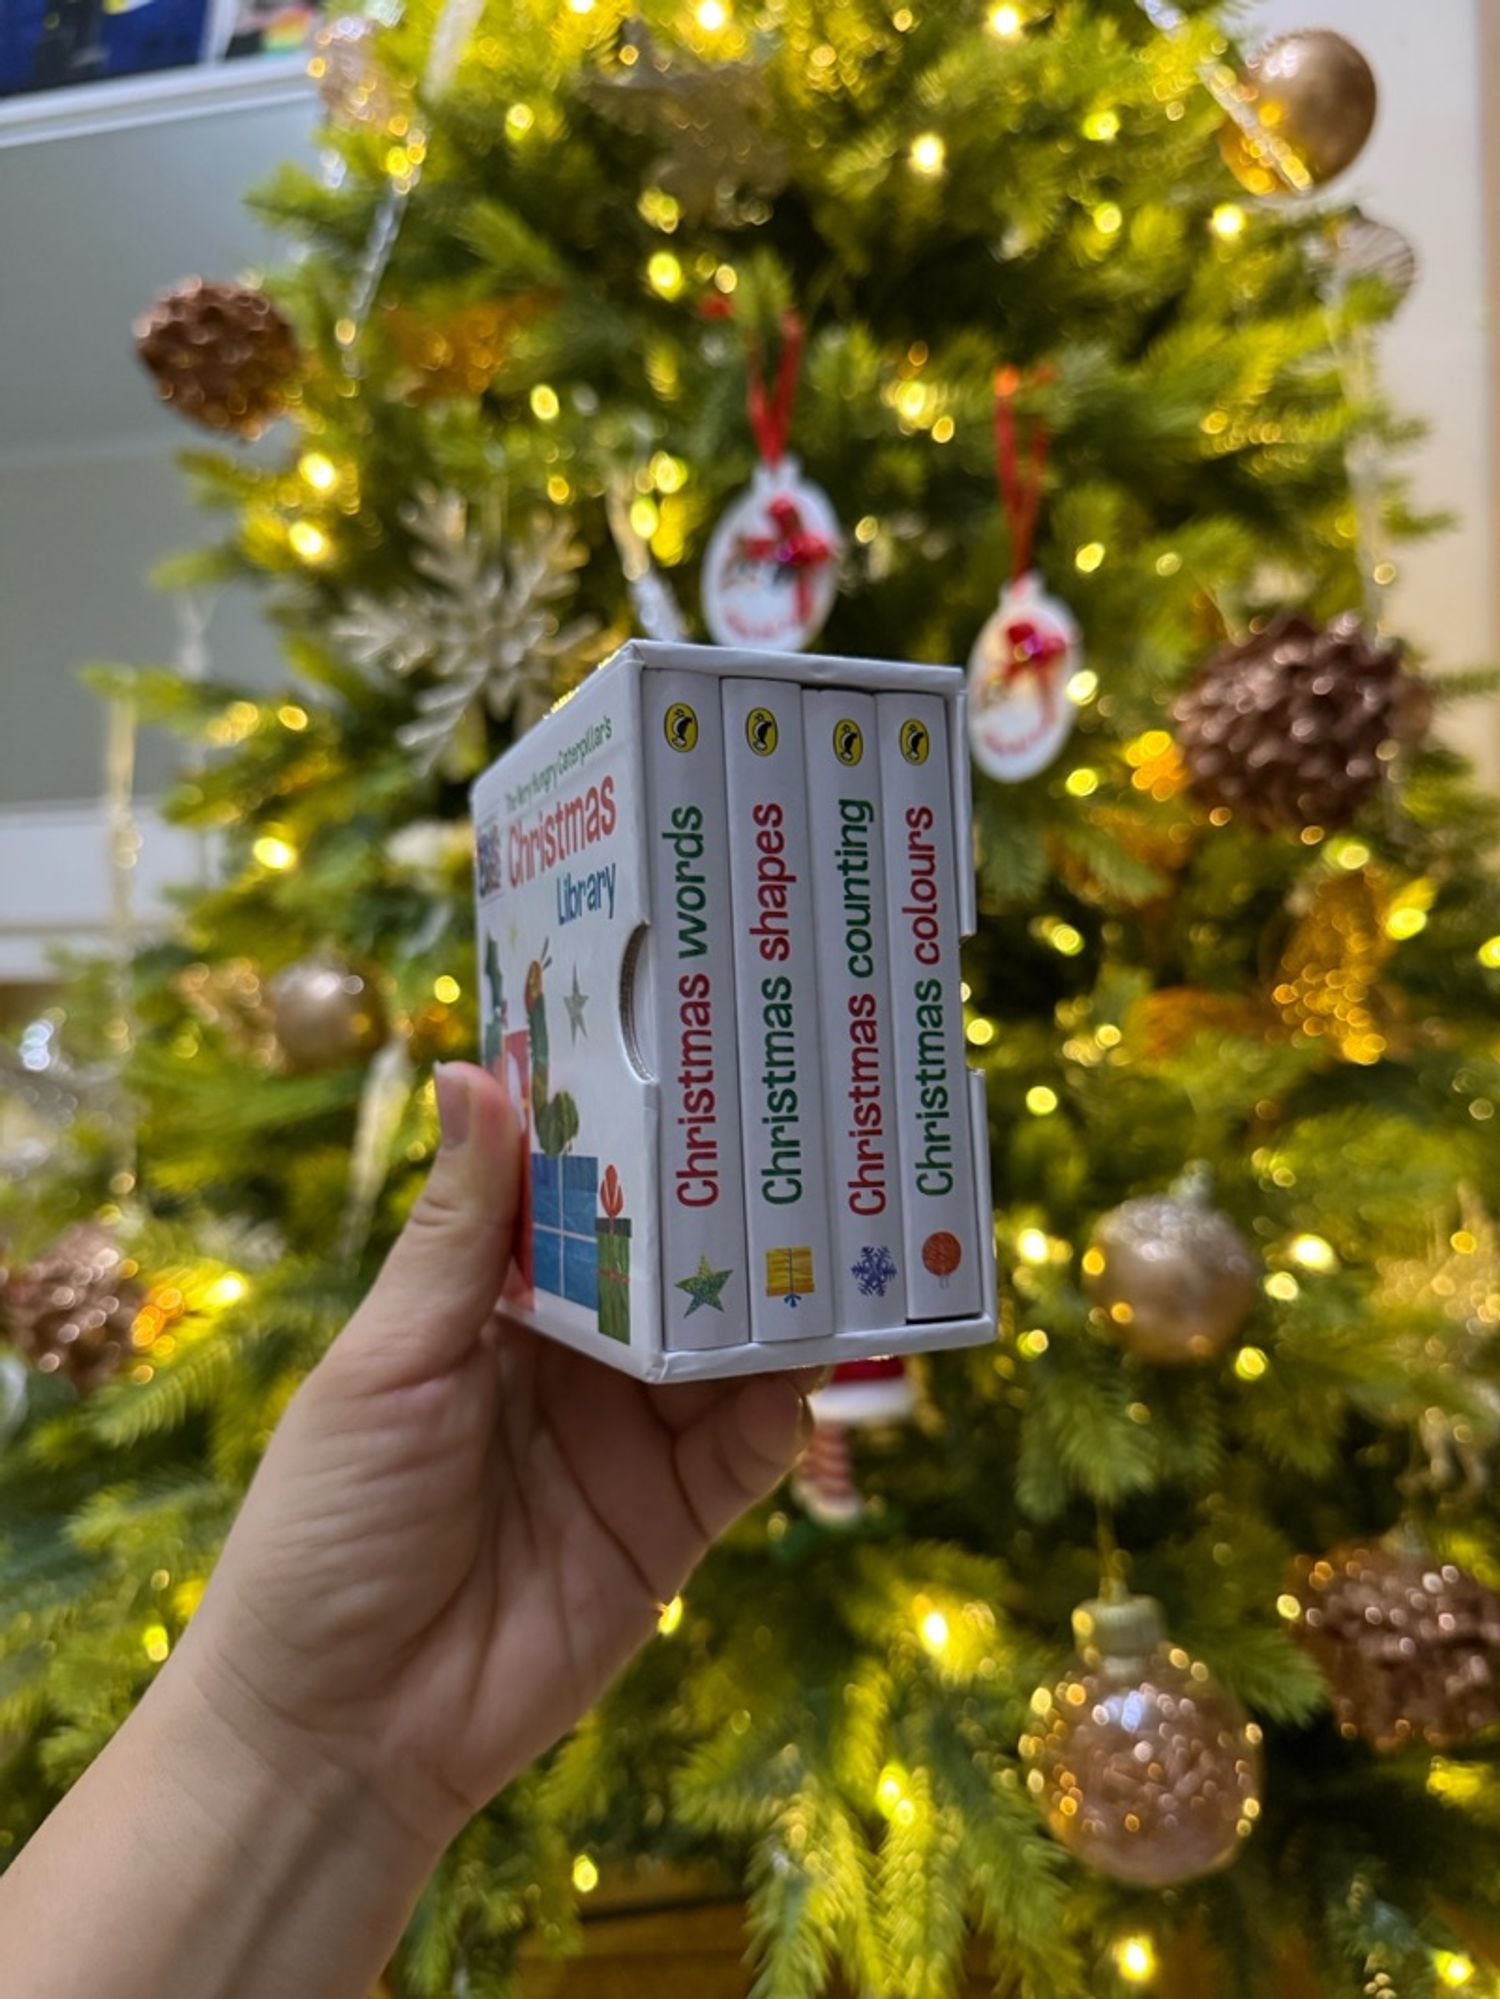 The Very Hungry Caterpillar's
Christmas
Library
Christmas words
Christmas shapes
Christmas counting
Christmas colours